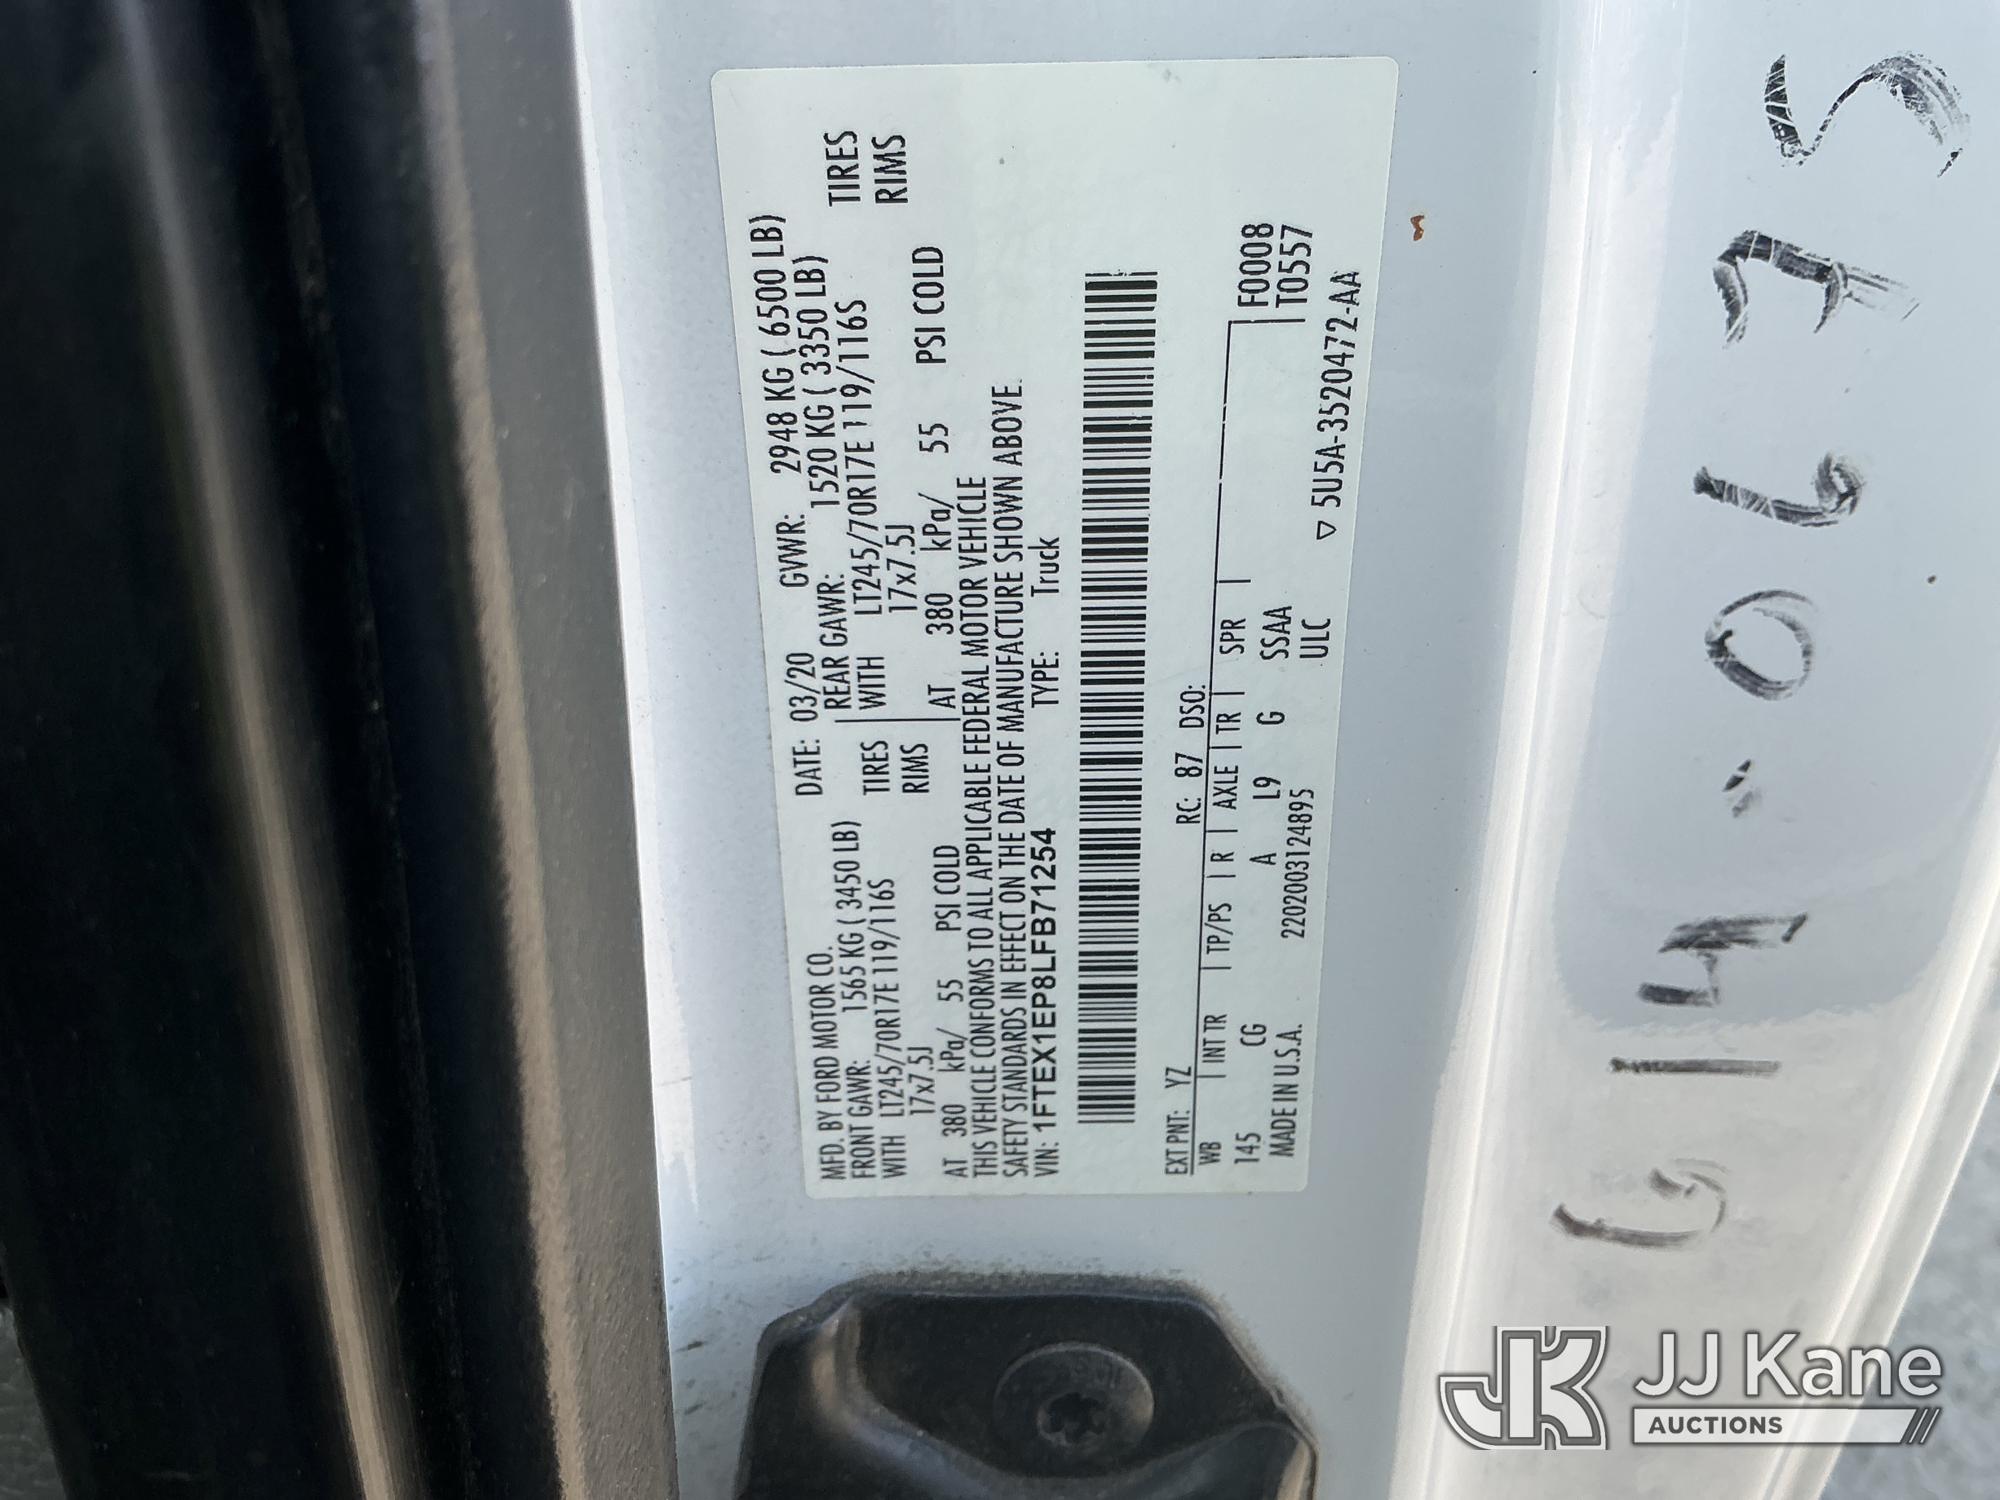 MFD. BY FORD MOTOR CO.
DATE: 03/20 GVWR: 2948 KG ( 6500 LB)
FRONT GAWR: 1565 KG ( 3450 LB) REAR GAWR: 1520 KG ( 3350 LB)
WITH LT245/70R17E 119/116S TIRES WITH LT245/70R17E 119/116S TIRES
17x7.5J RIMS 17x7.5J RIMS
AT 380 kPa/ 55 PSI COLD AT 380 kPa/ 55 PSI COLD
THIS VEHICLE CONFORMS TO ALL APPLICABLE FEDERAL MOTOR VEHICLE
SAFETY STANDARDS IN EFFECT ON THE DATE OF MANUFACTURE SHOWN ABOVE.
VIN: 1FTEX1EP8LFB71254 TYPE: Truck
EXT PNT: YZ RC: 87 DSO:
WB INT TR TP/PS R AXLE TR SPR F0008
145 CG A L9 G SSAA T0557
MADE IN U.S.A. 220200312489​5 ULC ▽ 5U5A-3520472-AA
G14-0675
JK JJ Kane
AUCTIONS